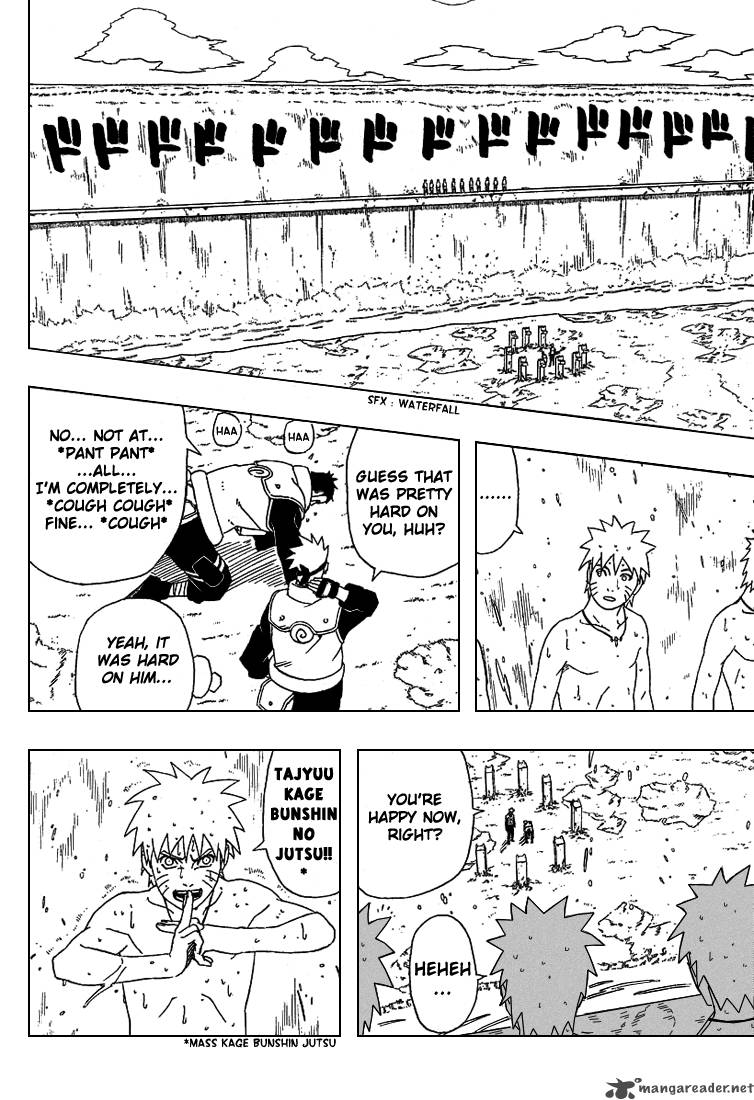 ドドドドドドドドドドドドドドド
SFX : WATERFALL
......
GUESS THAT
WAS PRETTY
HARD ON
YOU, HUH?
HAA
HAA
NO... NOT AT...
*PANT PANT*
...ALL...
I'M COMPLETELY...
*COUGH COUGH*
FINE... *COUGH*
YEAH, IT
WAS HARD
ON HIM...
YOU'RE
HAPPY NOW,
RIGHT?
HEHEH
...
TAJYUU
KAGE
BUNSHIN
NO
JUTSU!!
*
*MASS KAGE BUNSHIN JUTSU
mangareader.net